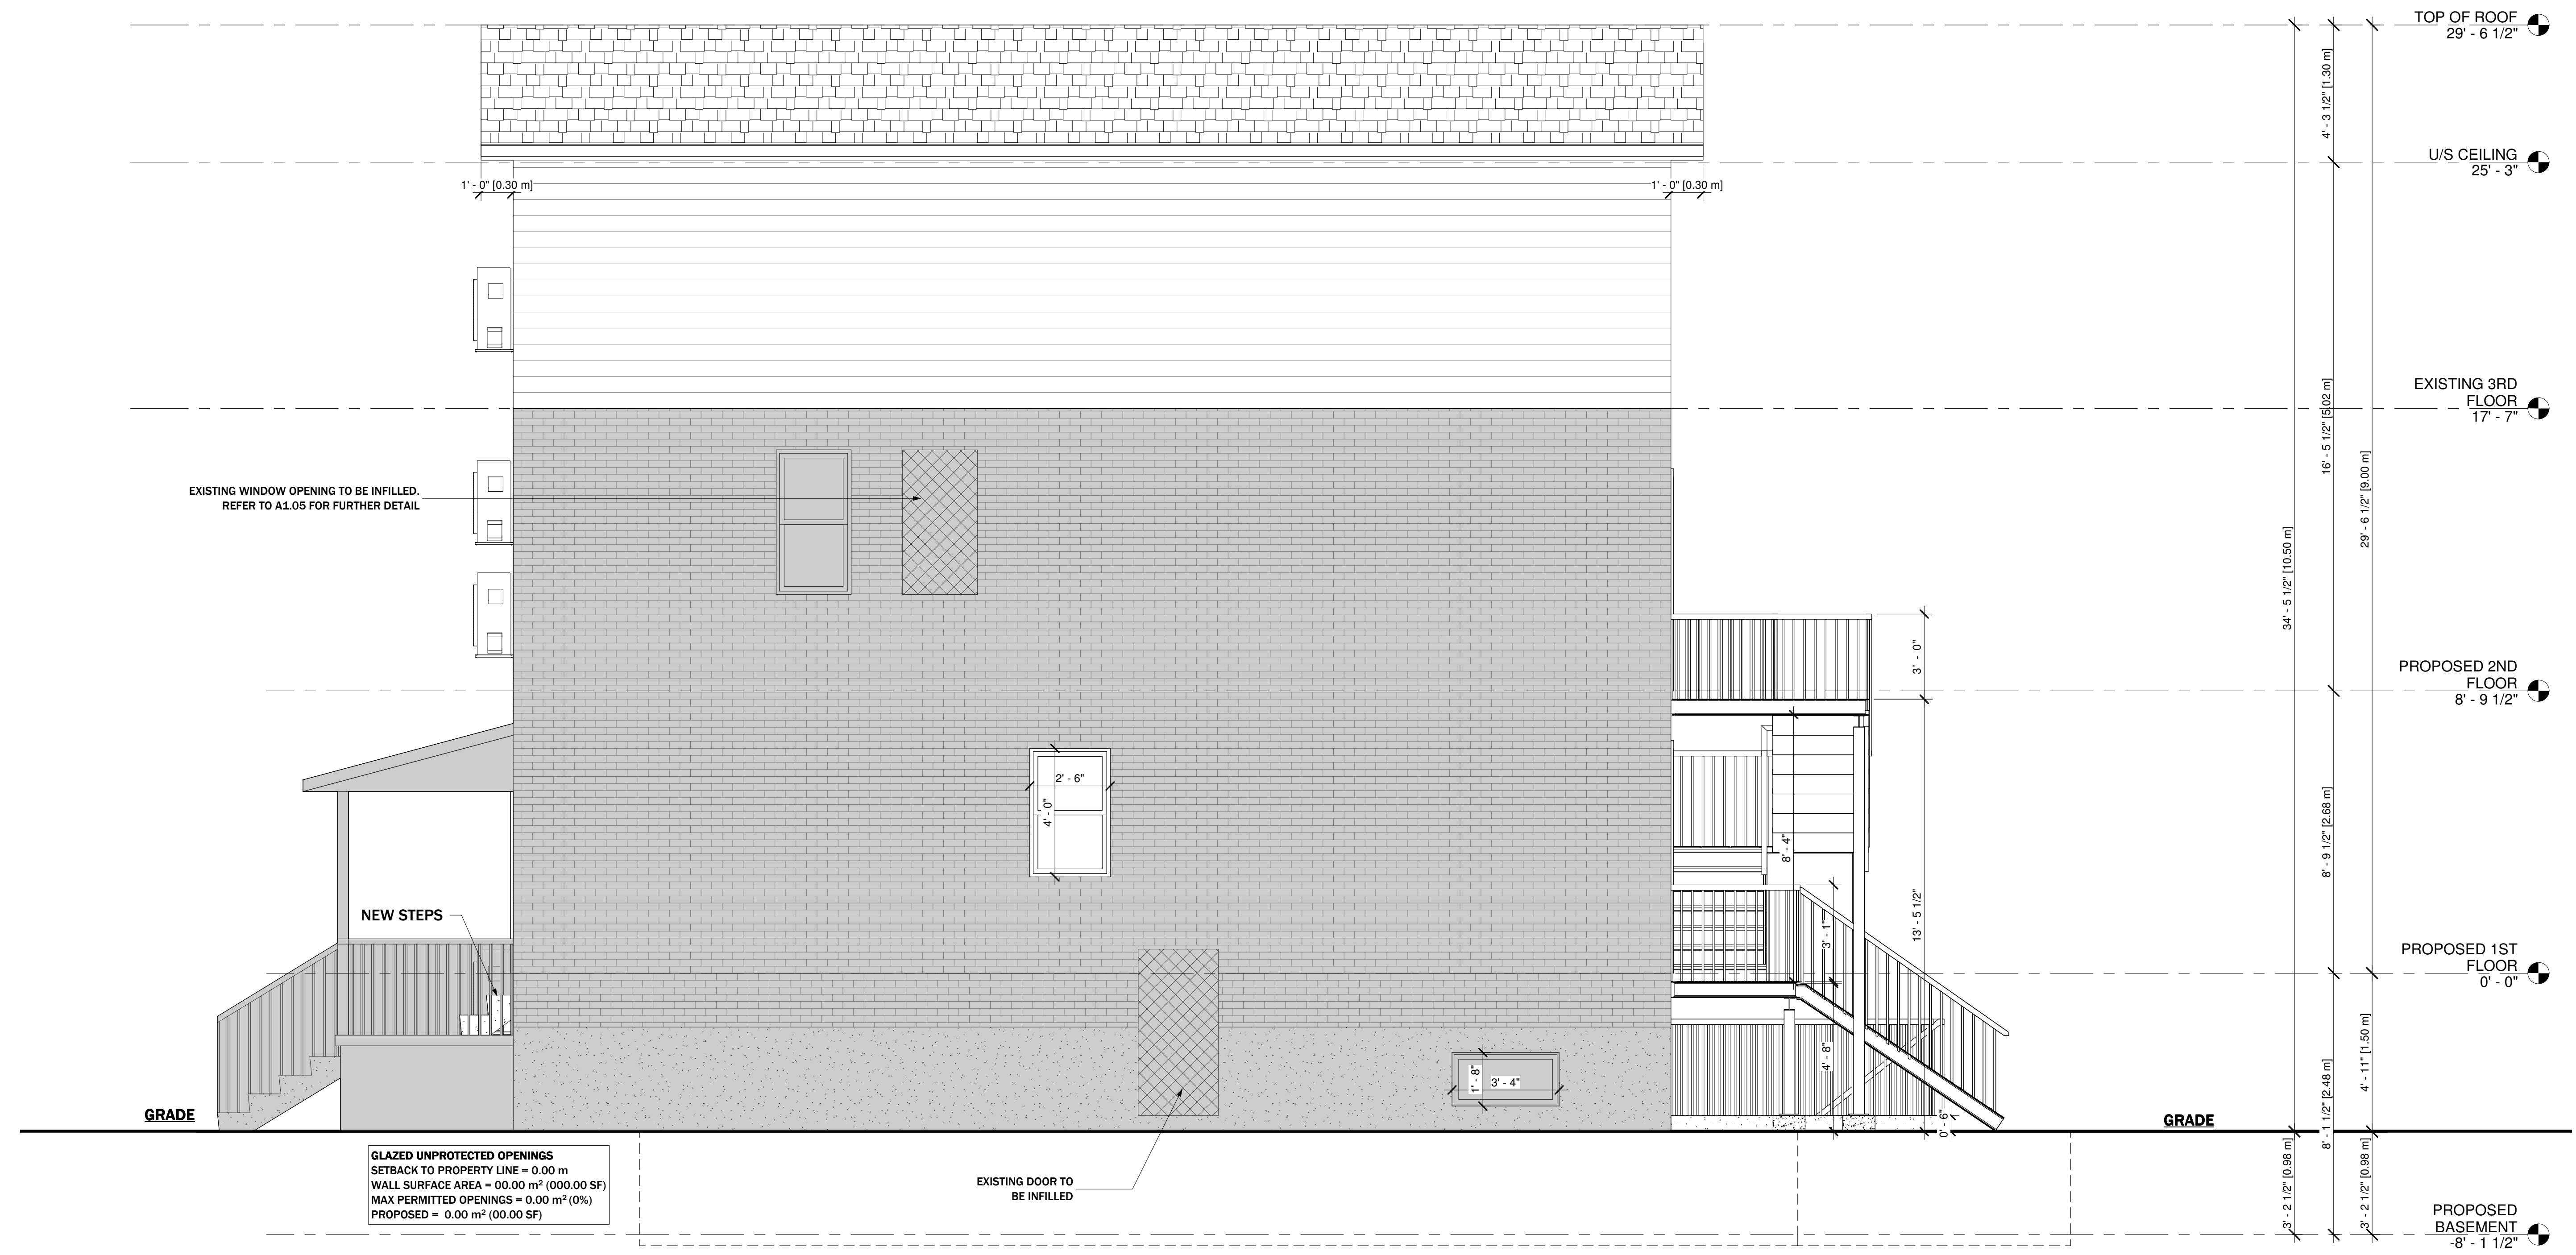 TOP OF ROOF
29' - 6 1/2"
4' - 3 1/2" [1.30 m]
U/S CEILING
25' - 3"
1' - 0" [0.30 m]
1' - 0" [0.30 m]
EXISTING 3RD
FLOOR
17' - 7"
16' - 5 1/2" [5.02 m]
29' - 6 1/2" [9.00 m]
34' - 5 1/2" [10.50 m]
EXISTING WINDOW OPENING TO BE INFILLED.
REFER TO A1.05 FOR FURTHER DETAIL
3' - 0"
PROPOSED 2ND
FLOOR
8' - 9 1/2"
2' - 6"
4' - 0"
8' - 4"
8' - 9 1/2" [2.68 m]
13' - 5 1/2"
3' - 1"
NEW STEPS
PROPOSED 1ST
FLOOR
0' - 0"
4' - 11" [1.50 m]
4' - 8"
1' - 8"
3' - 4"
8' - 1 1/2" [2.48 m]
0' - 6"
GRADE
GRADE
GLAZED UNPROTECTED OPENINGS
SETBACK TO PROPERTY LINE = 0.00 m
WALL SURFACE AREA = 00.00 m² (000.00 SF)
MAX PERMITTED OPENINGS = 0.00 m² (0%)
PROPOSED = 0.00 m² (00.00 SF)
EXISTING DOOR TO
BE INFILLED
3' - 2 1/2" [0.98 m]
3' - 2 1/2" [0.98 m]
PROPOSED
BASEMENT
-8' - 1 1/2"